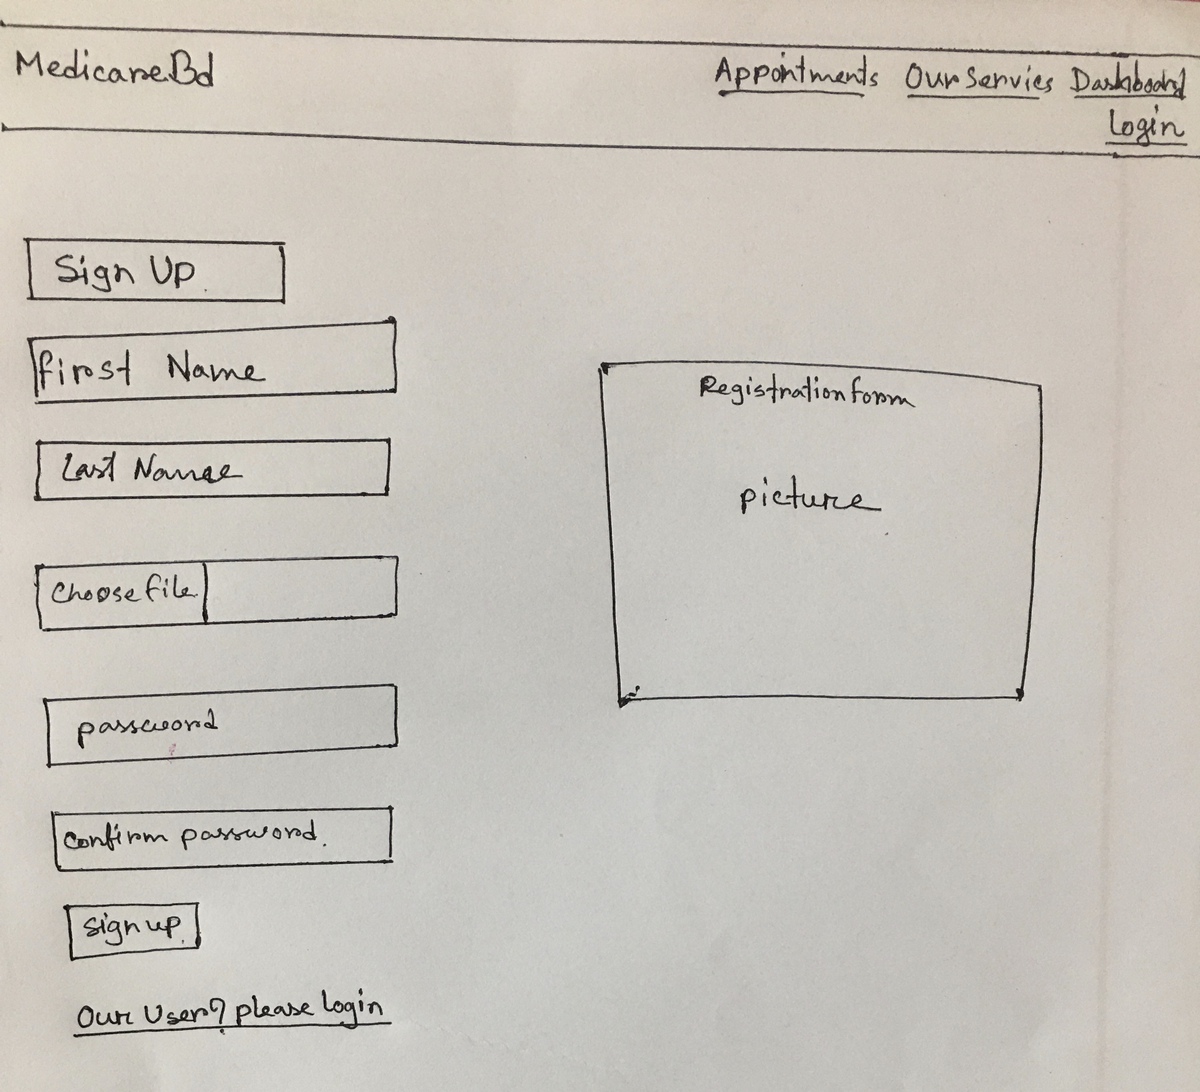 MedicareBd
Appointments Our Servies Dashboard
Login
Sign Up
First Name
Last Name
Choose file
Registration form
picture
password
Confirm password.
Sign up
Our User? please Login